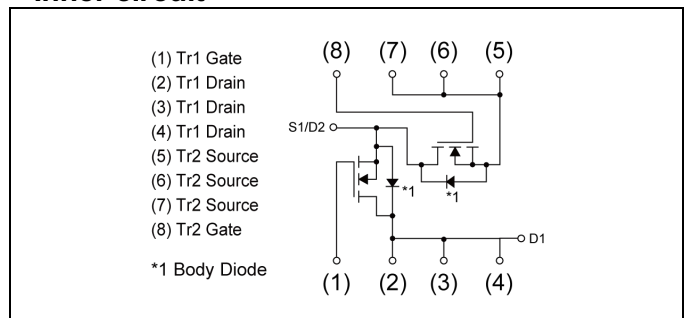 Inner circuit
(1) Tr1 Gate
(2) Tr1 Drain
(3) Tr1 Drain
(4) Tr1 Drain
(5) Tr2 Source
(6) Tr2 Source
(7) Tr2 Source
(8) Tr2 Gate
*1 Body Diode
(8) (7) (6) (5)
S1/D2
*1
*1
D1
(1) (2) (3) (4)